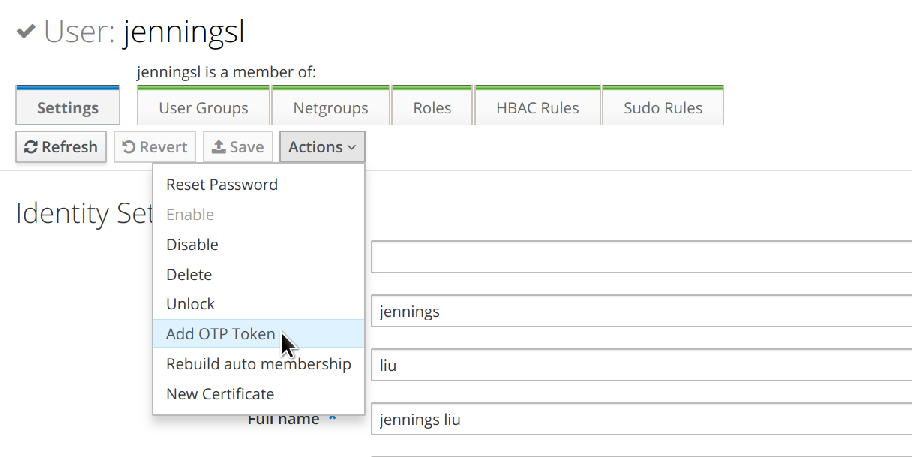 User: jenningsl
jenningsl is a member of:
Settings User Groups Netgroups Roles HBAC Rules Sudo Rules
Refresh Revert Save Actions
Reset Password
Enable
Disable
Delete
Unlock
Add OTP Token
Rebuild auto membership
New Certificate
Identity Set
jennings
liu
Full name * jennings liu